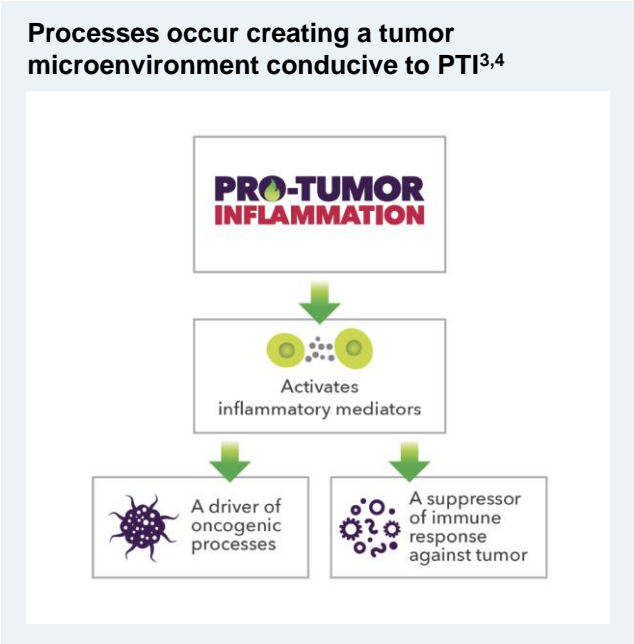 Processes occur creating a tumor
microenvironment conducive to PTI3,4
PRO-TUMOR
INFLAMMATION
Activates
inflammatory mediators
A driver of
oncogenic
processes
A suppressor
of immune
response
against tumor